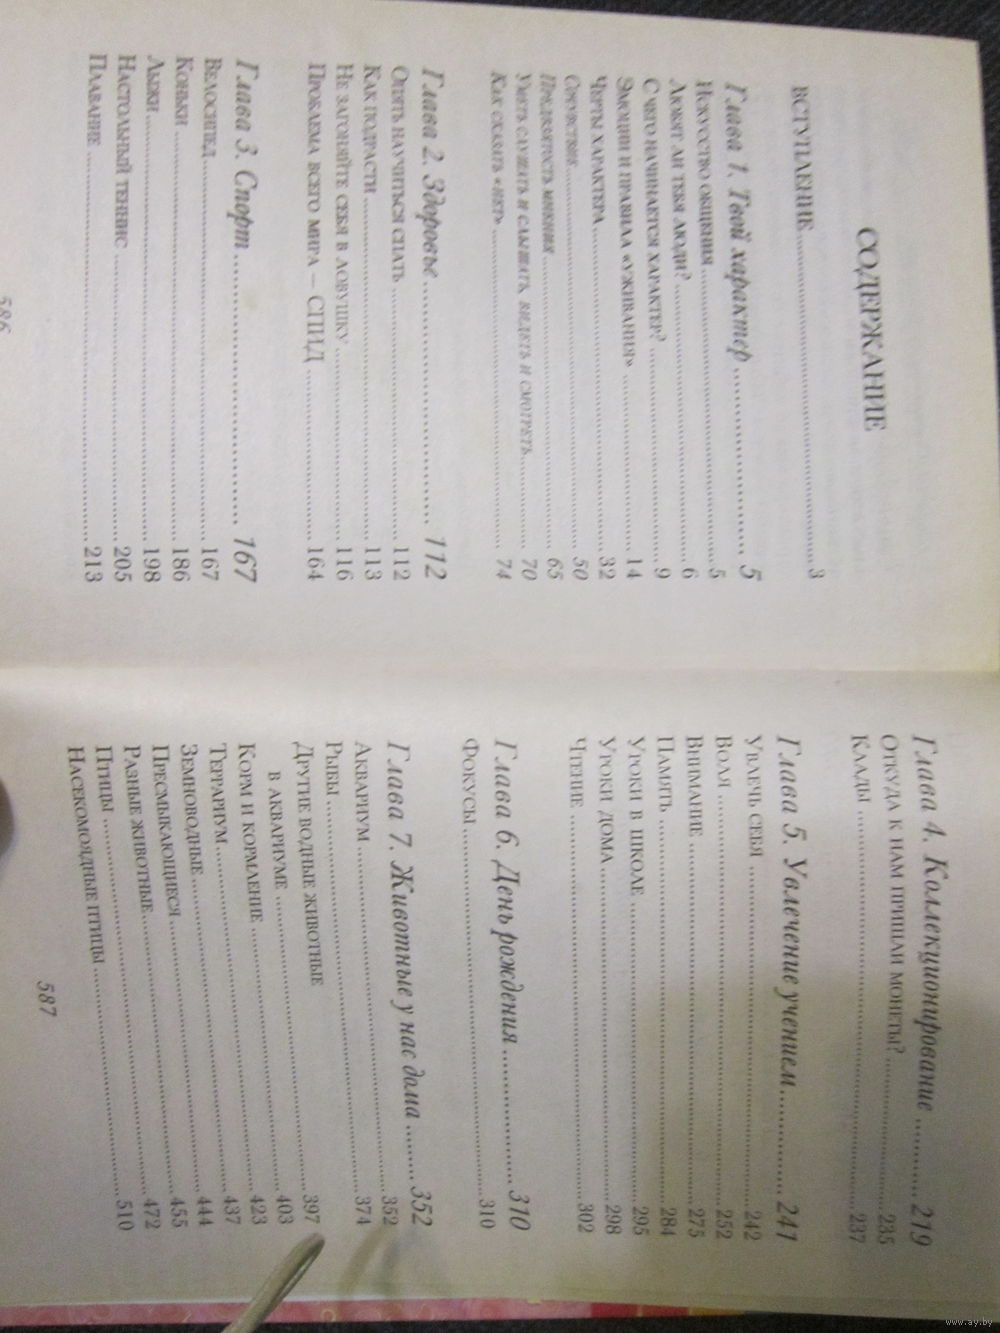 СОДЕРЖАНИЕ
ВСТУПЛЕНИЕ 3
Глава 1. Твой характер 5
Искусство общения 5
Любят ли тебя люди? 6
С чего начинается характер? 9
Эмоции и правила «уживания» 14
Черты характера 32
Сочувствие 50
Предвзятость мнения 65
Уметь слушать и слышать, видеть и смотреть 70
Как сказать «нет» 74
Глава 2. Здоровье 112
Опять научиться спать 112
Как подрасти 113
Не загоняйте себя в ловушку 116
Проблема всего мира — СПИД 164
Глава 3. Спорт 167
Велосипед 167
Коньки 186
Лыжи 198
Настольный теннис 205
Плавание 213
586
Глава 4. Коллекционирование 219
Откуда к нам пришли монеты? 235
Клады 237
Глава 5. Увлечение учением 241
Увлечь себя 242
Воля 252
Внимание 275
Память 284
Уроки в школе 295
Уроки дома 298
Чтение 302
Глава 6. День рождения 310
Фокусы 310
Глава 7. Животные у нас дома 352
Аквариум 352
Рыбы 374
Другие водные животные 397
в аквариуме 403
Корм и кормление 423
Террариум 437
Земноводные 444
Пресмыкающиеся 455
Разные животные 472
Птицы 510
Насекомоядные птицы
587
www.ay.by